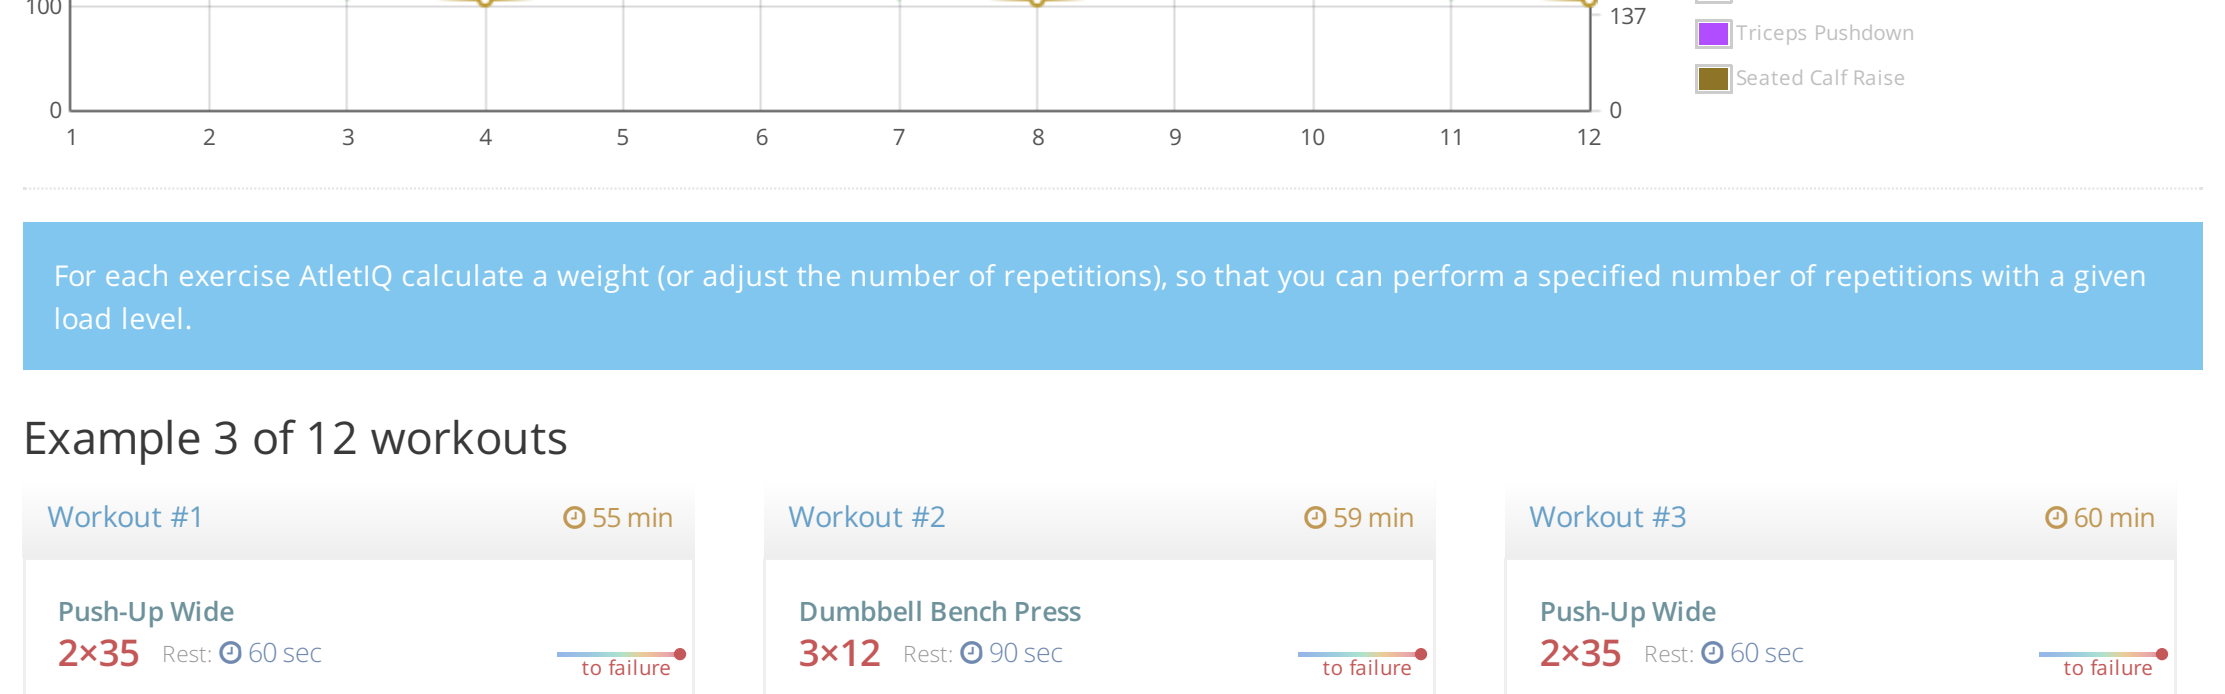 100
137
Triceps Pushdown
Seated Calf Raise
0
0
1 2 3 4 5 6 7 8 9 10 11 12
For each exercise AtletIQ calculate a weight (or adjust the number of repetitions), so that you can perform a specified number of repetitions with a given
load level.
Example 3 of 12 workouts
Workout #1 55 min
Push-Up Wide
2×35 Rest: 60 sec
to failure
Workout #2 59 min
Dumbbell Bench Press
3×12 Rest: 90 sec
to failure
Workout #3 60 min
Push-Up Wide
2×35 Rest: 60 sec
to failure